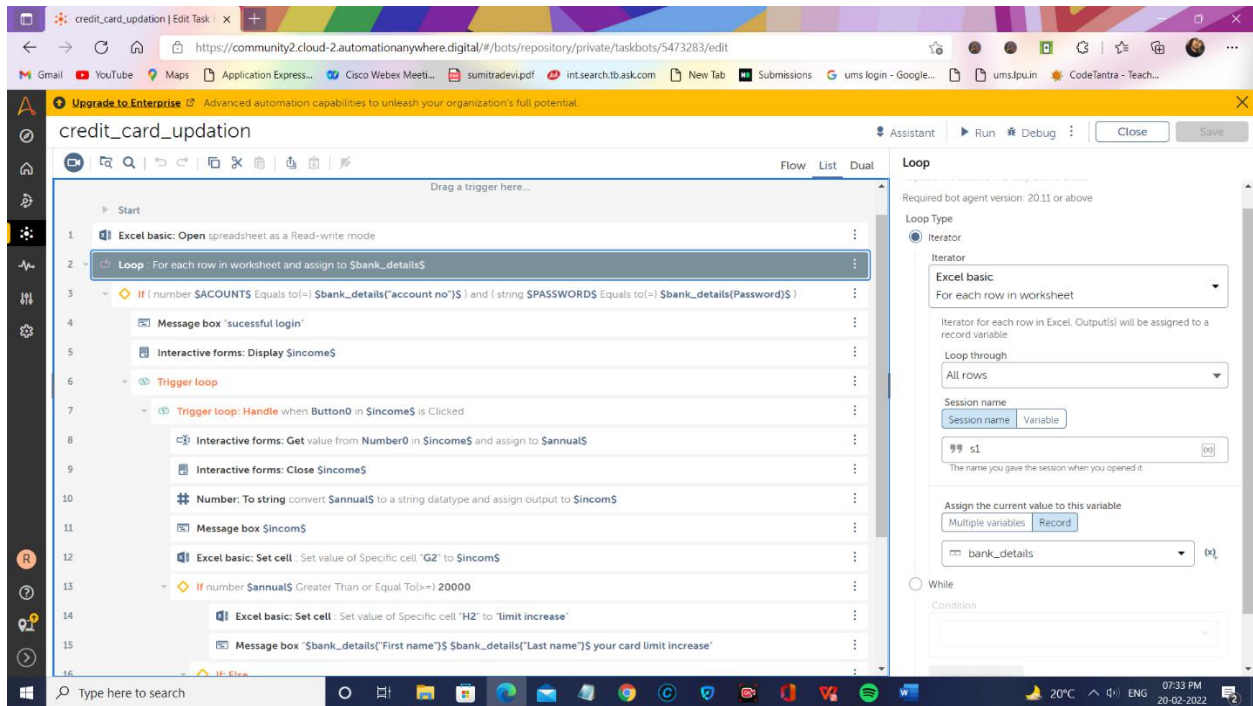 credit_card_updation | Edit Task
https://community2.cloud-2.automationanywhere.digital/#/bots/repository/private/taskbots/5473283/edit
Gmail YouTube Maps Application Express... Cisco Webex Meeti... sumitradevi.pdf int.search.tb.ask.com New Tab Submissions ums login - Google... ums.lpu.in CodeTantra - Teach...
Upgrade to Enterprise Advanced automation capabilities to unleash your organization's full potential.
credit_card_updation
Assistant Run Debug Close Save
Flow List Dual
Drag a trigger here...
Start
1 Excel basic: Open spreadsheet as a Read-write mode
2 Loop : For each row in worksheet and assign to $bank_details$
3 If ( number $ACOUNT$ Equals to(=) $bank_details{"account no"}$ ) and ( string $PASSWORD$ Equals to(=) $bank_details{Password}$ )
4 Message box "sucessful login"
5 Interactive forms: Display $income$
6 Trigger loop
7 Trigger loop: Handle when Button0 in $income$ is Clicked
8 Interactive forms: Get value from Number0 in $income$ and assign to $annual$
9 Interactive forms: Close $income$
10 Number: To string convert $annual$ to a string datatype and assign output to $incom$
11 Message box $incom$
12 Excel basic: Set cell : Set value of Specific cell "G2" to $incom$
13 If number $annual$ Greater Than or Equal To(>=) 20000
14 Excel basic: Set cell : Set value of Specific cell "H2" to "limit increase"
15 Message box "$bank_details{"First name"}$ $bank_details{"Last name"}$ your card limit increase"
16 If: Else
Loop
Required bot agent version: 20.11 or above
Loop Type
Iterator
Iterator
Excel basic
For each row in worksheet
Iterator for each row in Excel. Output(s) will be assigned to a
record variable
Loop through
All rows
Session name
Session name Variable
s1
(x)
The name you gave the session when you opened it
Assign the current value to this variable
Multiple variables Record
bank_details
(x)
While
Condition
R
Type here to search
20°C ENG
07:33 PM
20-02-2022
2